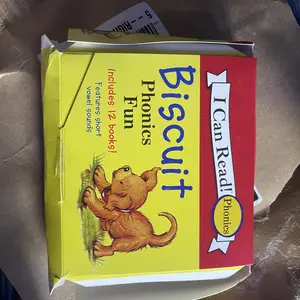 I Can Read!
Phonics
Biscuit
Phonics Fun
Includes 12 books!
Features short
vowel sounds